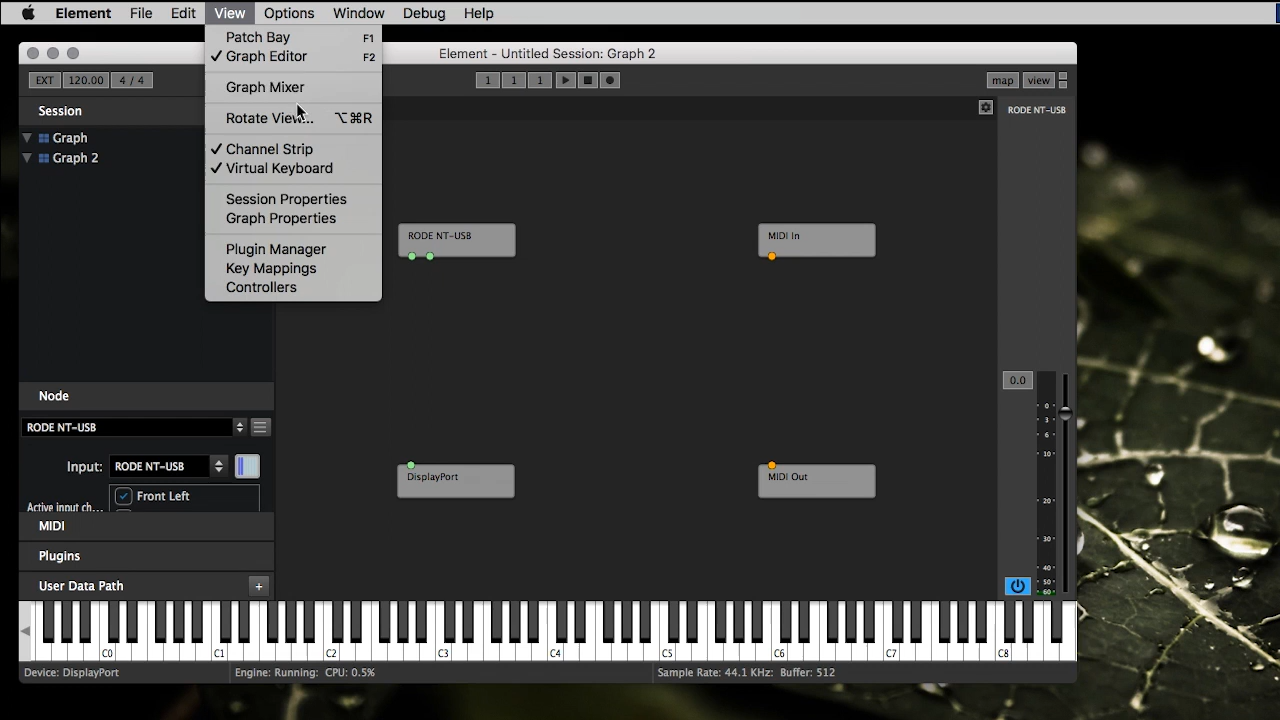 Element File Edit View Options Window Debug Help
Patch Bay F1
Graph Editor F2
Graph Mixer
Rotate View... ⌥⌘R
Channel Strip
Virtual Keyboard
Session Properties
Graph Properties
Plugin Manager
Key Mappings
Controllers
Element - Untitled Session: Graph 2
EXT 120.00 4 / 4 1 1 1 map view
Session
Graph
Graph 2
RODE NT-USB
RODE NT-USB
MIDI In
DisplayPort
MIDI Out
Node
RODE NT-USB
Input: RODE NT-USB
Active input ch... Front Left
MIDI
Plugins
User Data Path +
0.0
0
3
6
10
20
30
40
50
60
C0 C1 C2 C3 C4 C5 C6 C7 C8
Device: DisplayPort Engine: Running: CPU: 0.5% Sample Rate: 44.1 KHz: Buffer: 512